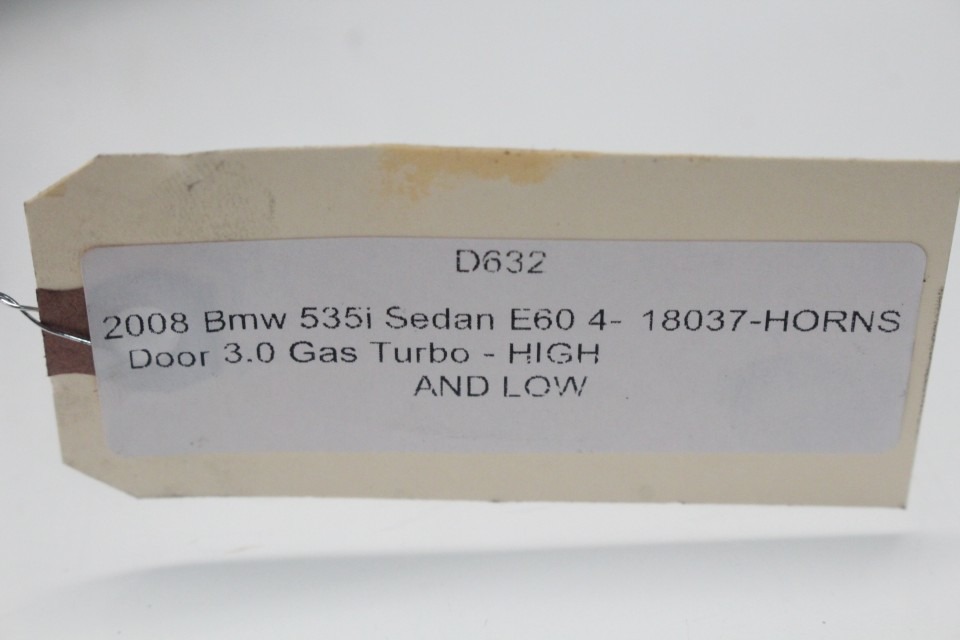 D632
2008 Bmw 535i Sedan E60 4- 18037-HORNS
Door 3.0 Gas Turbo - HIGH
AND LOW